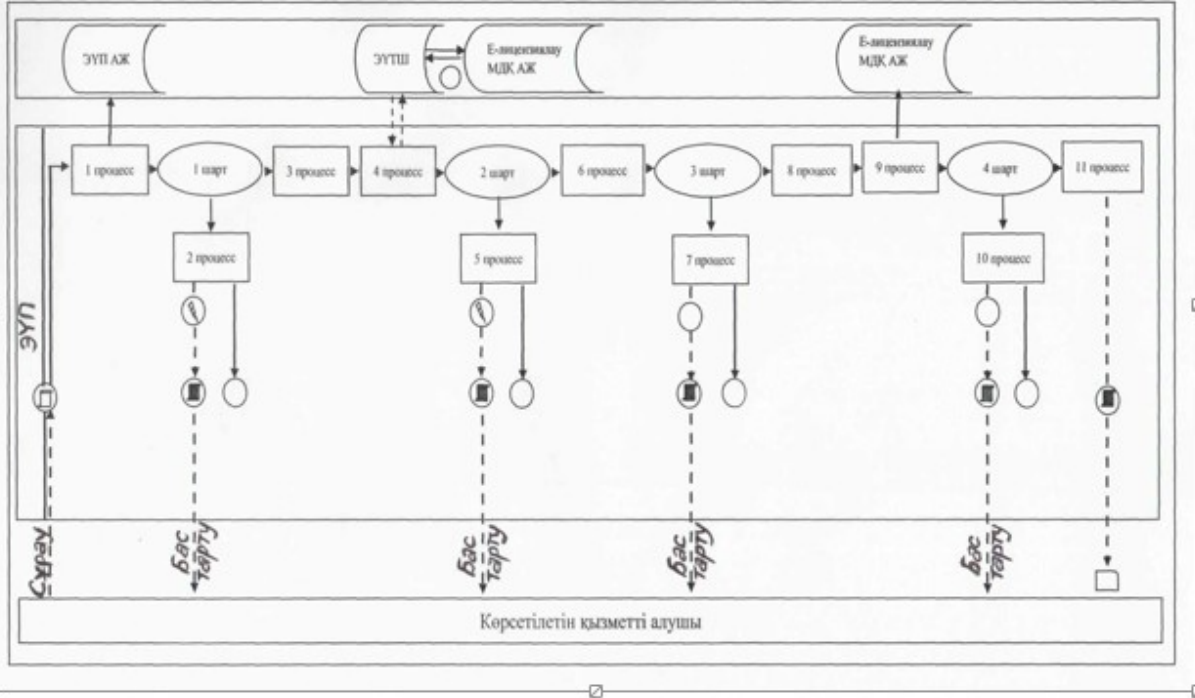 ЭҮП АЖ
ЭҮТШ
Е-лицензиялау
МДҚ АЖ
Е-лицензиялау
МДҚ АЖ
1 процесс
1 шарт
3 процесс
4 процесс
2 шарт
6 процесс
3 шарт
8 процесс
9 процесс
4 шарт
11 процесс
2 процесс
5 процесс
7 процесс
10 процесс
ЭҮП
Сұрау
Бас
тарту
Бас
тарту
Бас
тарту
Бас
тарту
Көрсетілетін қызметті алушы